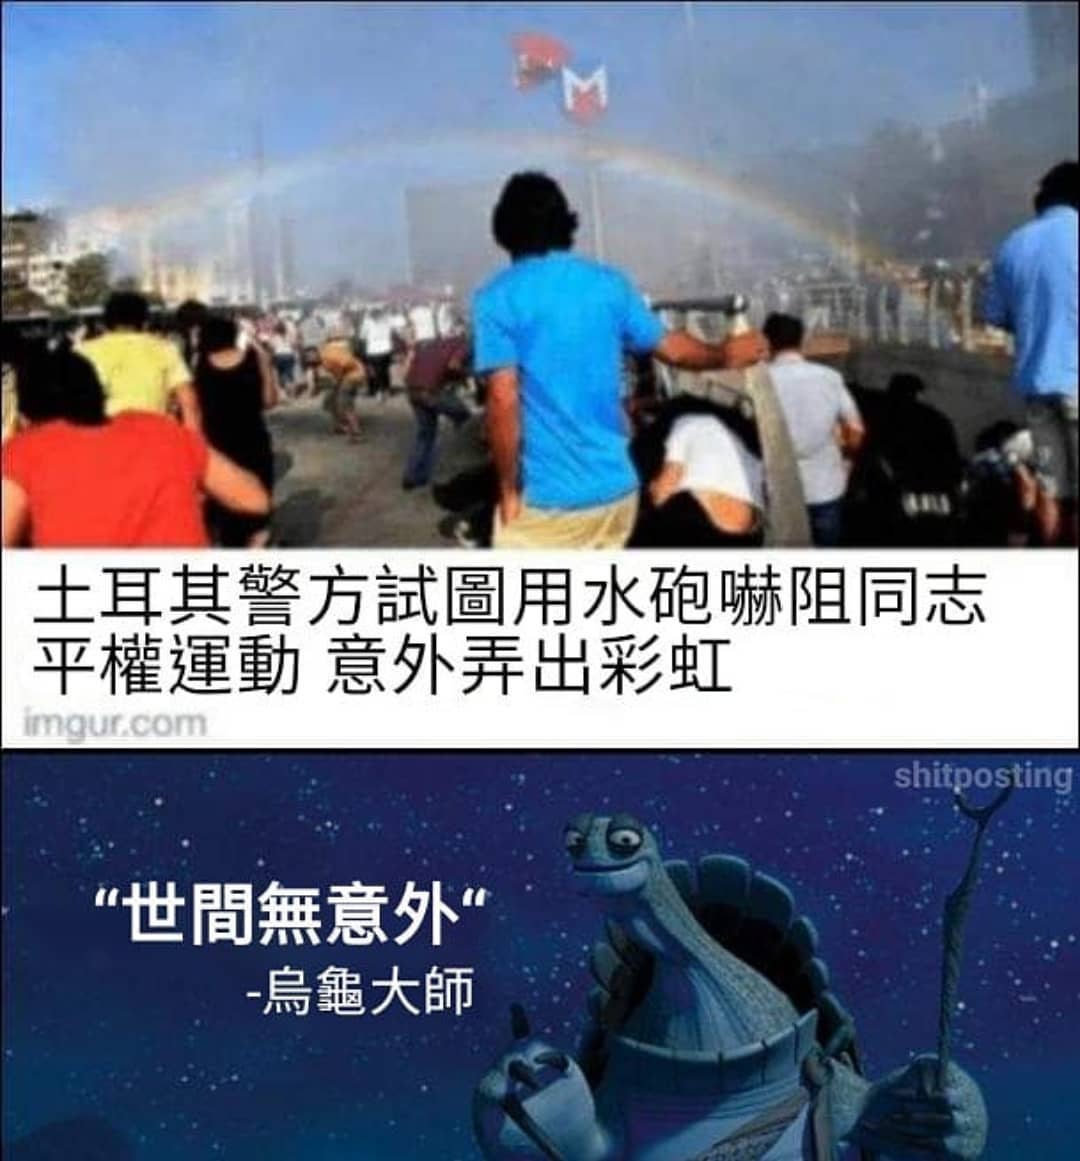 土耳其警方試圖用水砲嚇阻同志
平權運動 意外弄出彩虹
imgur.com
shitposting
“世間無意外“
-烏龜大師